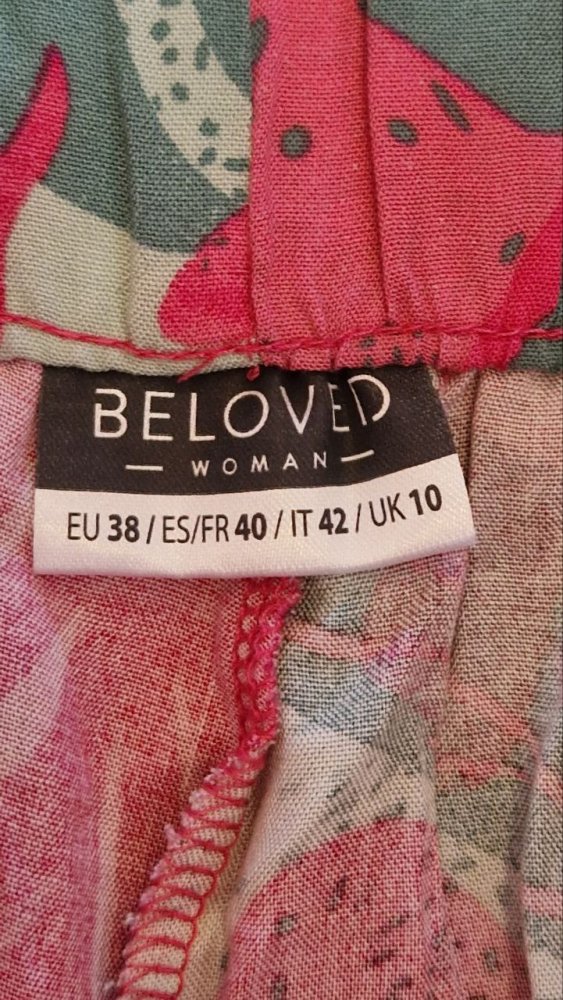 BELOVED
— WOMAN —
EU 38 / ES/FR 40 / IT 42 / UK 10